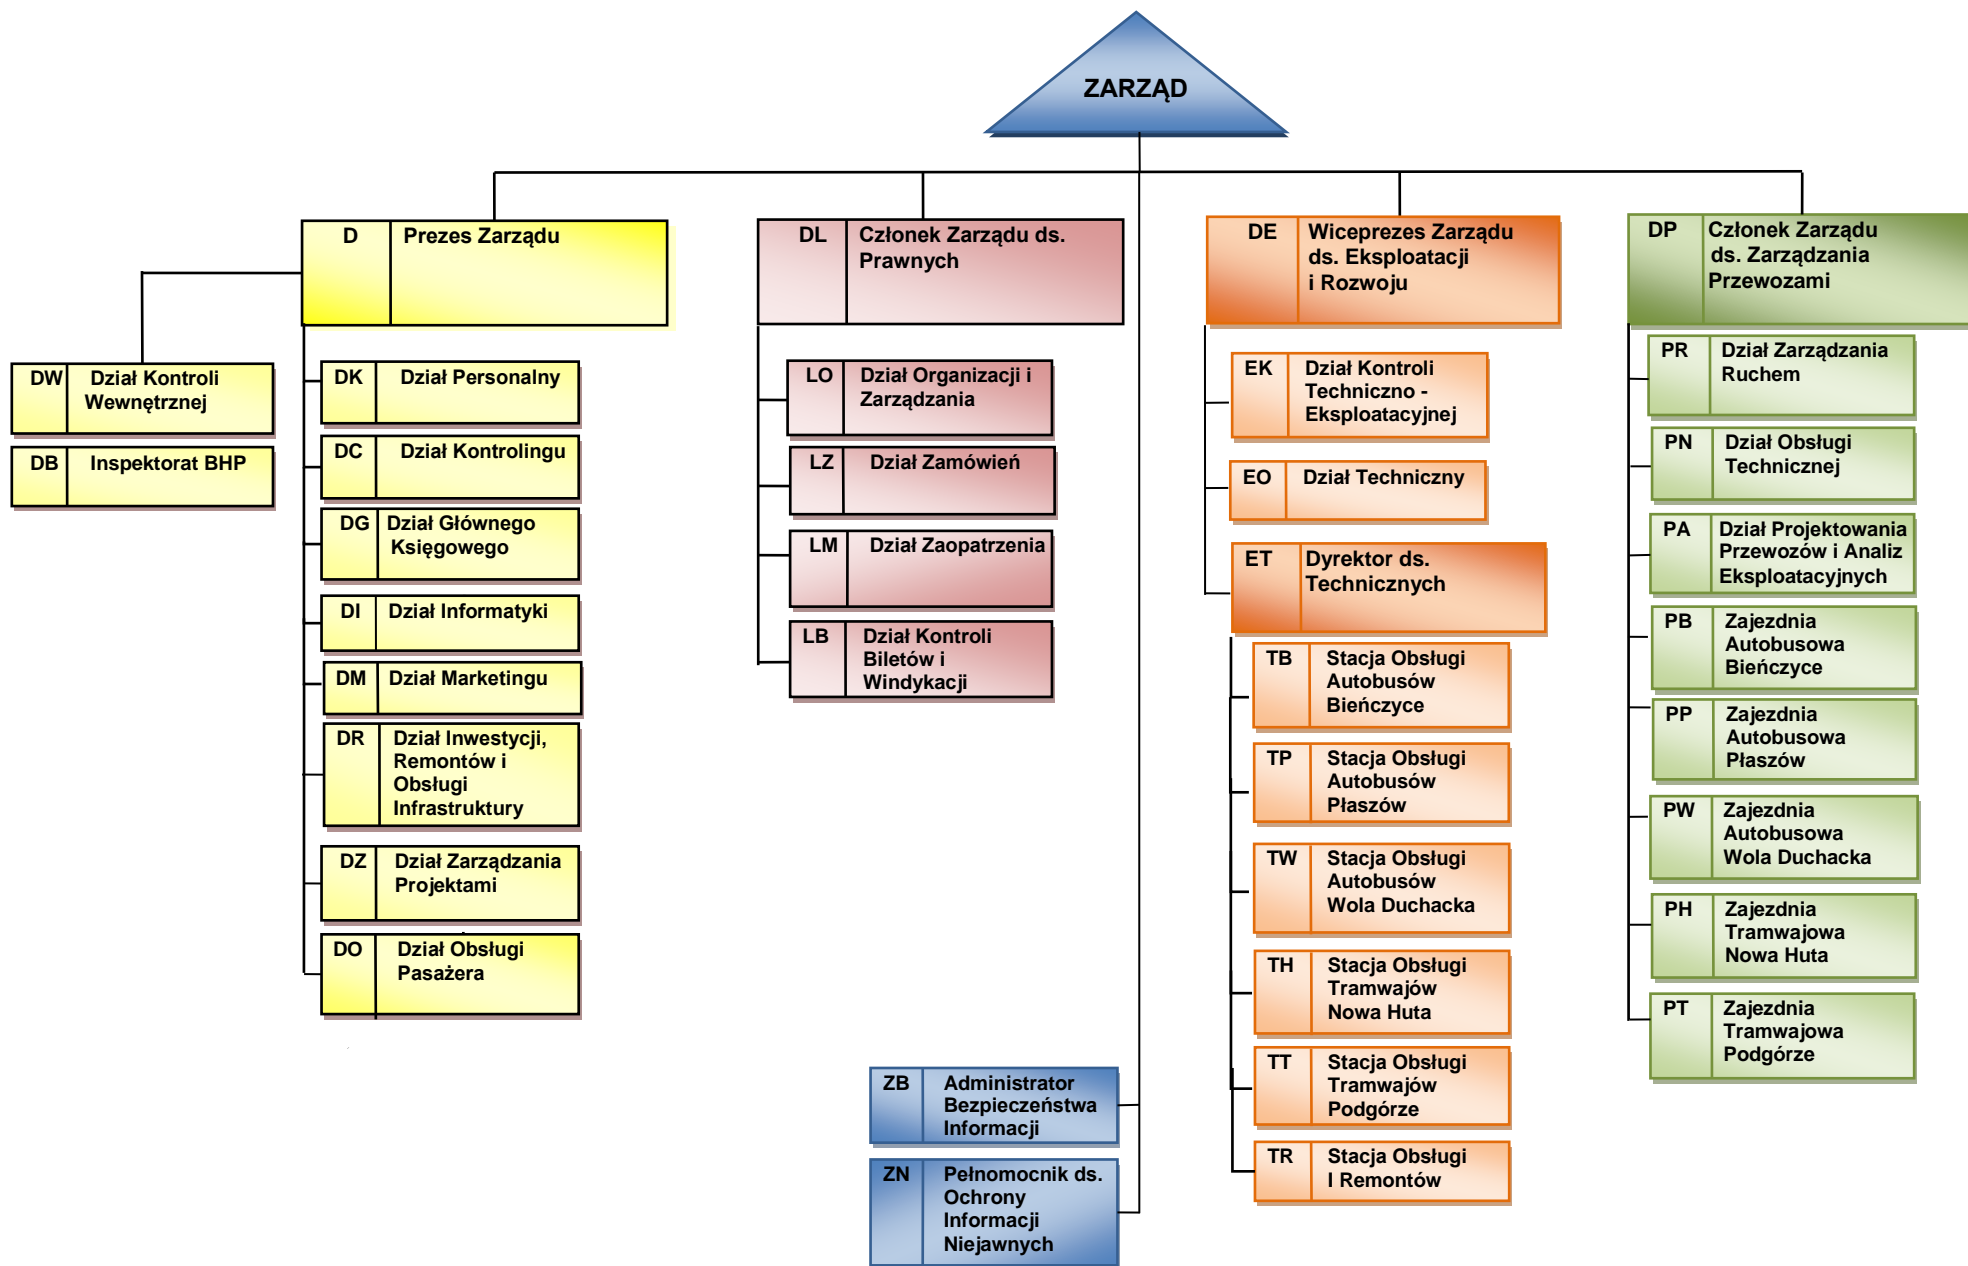 ZARZĄD
D Prezes Zarządu
DW Dział Kontroli
Wewnętrznej
DB Inspektorat BHP
DK Dział Personalny
DC Dział Kontrolingu
DG Dział Głównego
Księgowego
DI Dział Informatyki
DM Dział Marketingu
DR Dział Inwestycji,
Remontów i
Obsługi
Infrastruktury
DZ Dział Zarządzania
Projektami
DO Dział Obsługi
Pasażera
DL Członek Zarządu ds.
Prawnych
LO Dział Organizacji i
Zarządzania
LZ Dział Zamówień
LM Dział Zaopatrzenia
LB Dział Kontroli
Biletów i
Windykacji
ZB Administrator
Bezpieczeństwa
Informacji
ZN Pełnomocnik ds.
Ochrony
Informacji
Niejawnych
DE Wiceprezes Zarządu
ds. Eksploatacji
i Rozwoju
EK Dział Kontroli
Techniczno -
Eksploatacyjnej
EO Dział Techniczny
ET Dyrektor ds.
Technicznych
TB Stacja Obsługi
Autobusów
Bieńczyce
TP Stacja Obsługi
Autobusów
Płaszów
TW Stacja Obsługi
Autobusów
Wola Duchacka
TH Stacja Obsługi
Tramwajów
Nowa Huta
TT Stacja Obsługi
Tramwajów
Podgórze
TR Stacja Obsługi
I Remontów
DP Członek Zarządu
ds. Zarządzania
Przewozami
PR Dział Zarządzania
Ruchem
PN Dział Obsługi
Technicznej
PA Dział Projektowania
Przewozów i Analiz
Eksploatacyjnych
PB Zajezdnia
Autobusowa
Bieńczyce
PP Zajezdnia
Autobusowa
Płaszów
PW Zajezdnia
Autobusowa
Wola Duchacka
PH Zajezdnia
Tramwajowa
Nowa Huta
PT Zajezdnia
Tramwajowa
Podgórze